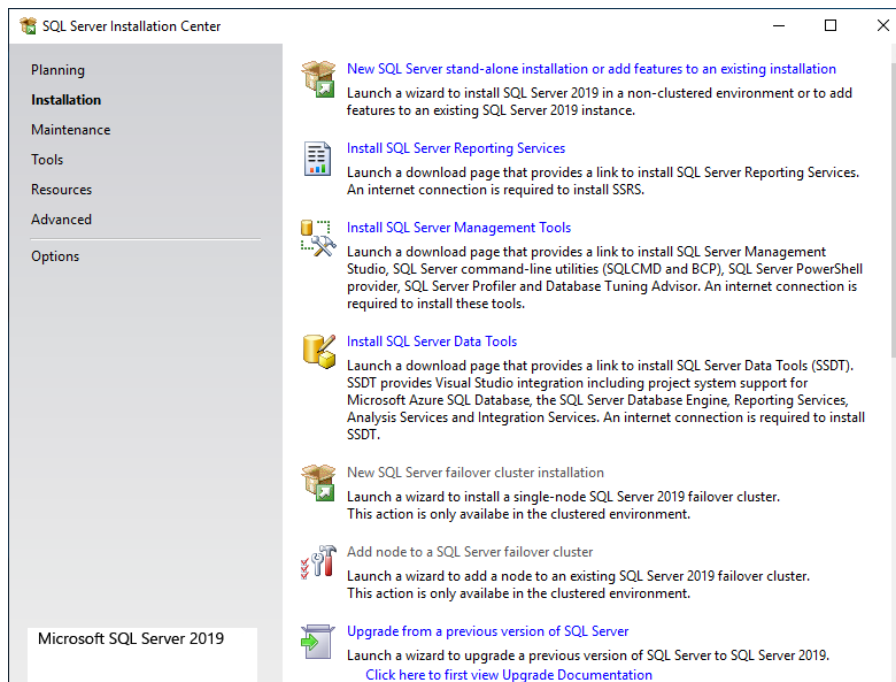 SQL Server Installation Center
Planning
Installation
Maintenance
Tools
Resources
Advanced
Options
Microsoft SQL Server 2019
New SQL Server stand-alone installation or add features to an existing installation
Launch a wizard to install SQL Server 2019 in a non-clustered environment or to add
features to an existing SQL Server 2019 instance.
Install SQL Server Reporting Services
Launch a download page that provides a link to install SQL Server Reporting Services.
An internet connection is required to install SSRS.
Install SQL Server Management Tools
Launch a download page that provides a link to install SQL Server Management
Studio, SQL Server command-line utilities (SQLCMD and BCP), SQL Server PowerShell
provider, SQL Server Profiler and Database Tuning Advisor. An internet connection is
required to install these tools.
Install SQL Server Data Tools
Launch a download page that provides a link to install SQL Server Data Tools (SSDT).
SSDT provides Visual Studio integration including project system support for
Microsoft Azure SQL Database, the SQL Server Database Engine, Reporting Services,
Analysis Services and Integration Services. An internet connection is required to install
SSDT.
New SQL Server failover cluster installation
Launch a wizard to install a single-node SQL Server 2019 failover cluster.
This action is only availabe in the clustered environment.
Add node to a SQL Server failover cluster
Launch a wizard to add a node to an existing SQL Server 2019 failover cluster.
This action is only availabe in the clustered environment.
Upgrade from a previous version of SQL Server
Launch a wizard to upgrade a previous version of SQL Server to SQL Server 2019.
Click here to first view Upgrade Documentation